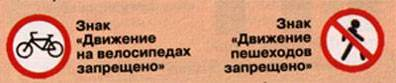 Знак
«Движение
на велосипедах
запрещено»
Знак
«Движение
пешеходов
запрещено»